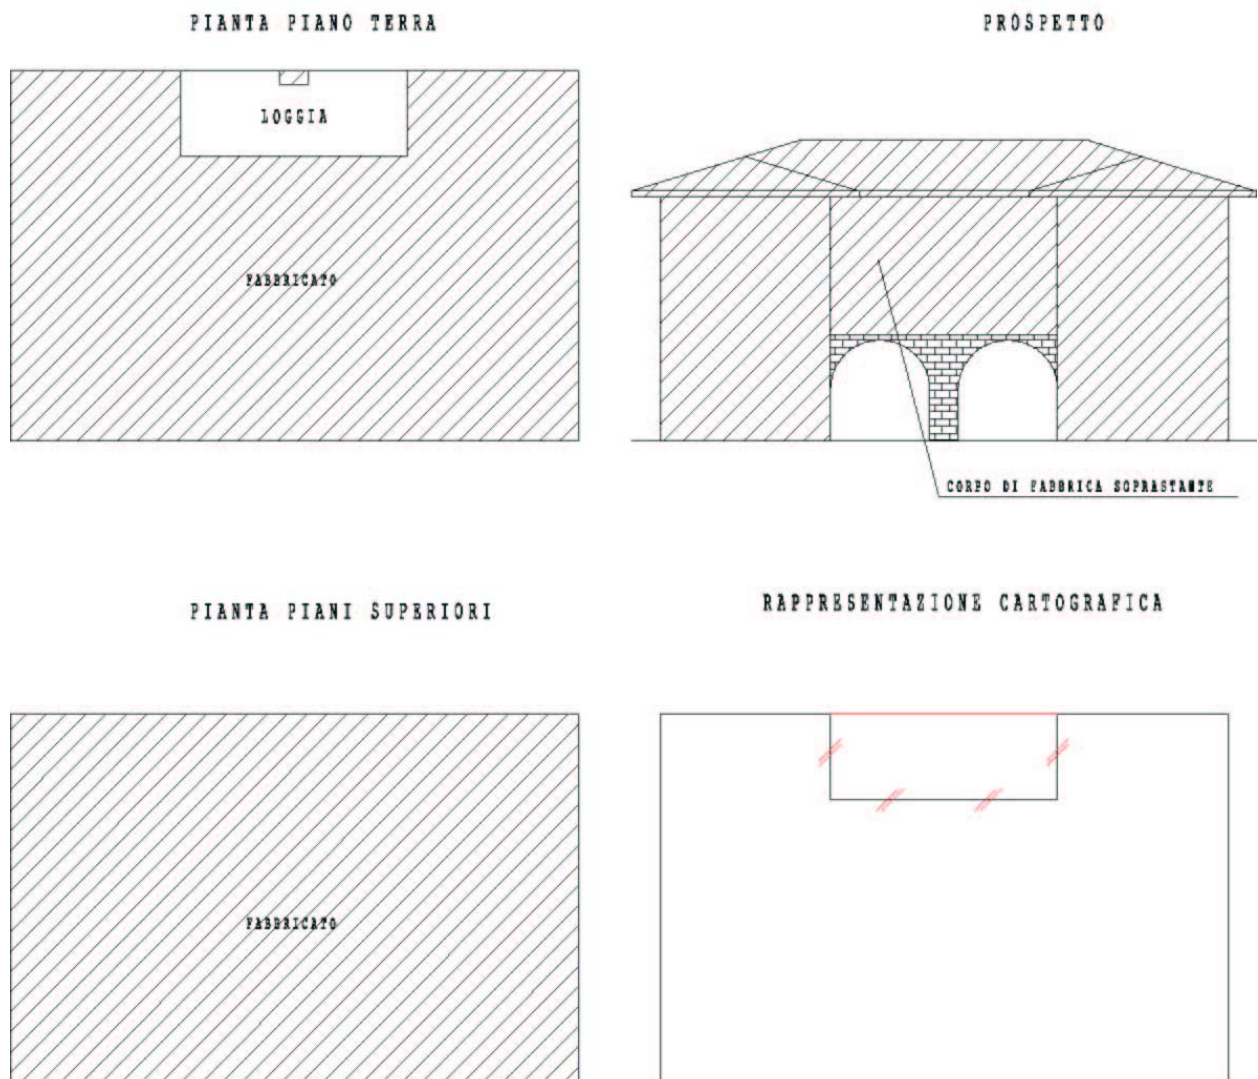 PIANTA PIANO TERRA
PROSPETTO
LOGGIA
FABBRICATO
CORPO DI FABBRICA SOPRASTANTE
PIANTA PIANI SUPERIORI
RAPPRESENTAZIONE CARTOGRAFICA
FABBRICATO